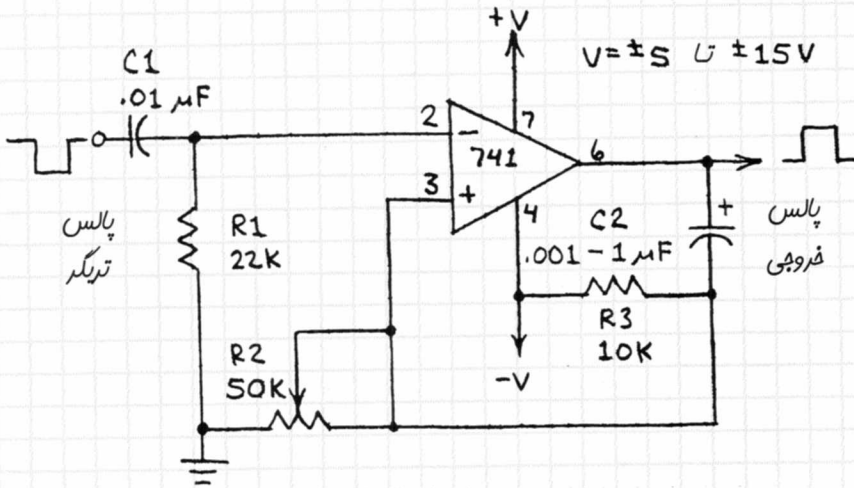 +V
V=±5 تا ±15V
C1
.01 µF
2
-
7
741
6
3
+
4
C2
.001-1µF
+
پالس
تریگر
R1
22K
پالس
خروجی
R2
50K
R3
10K
-V